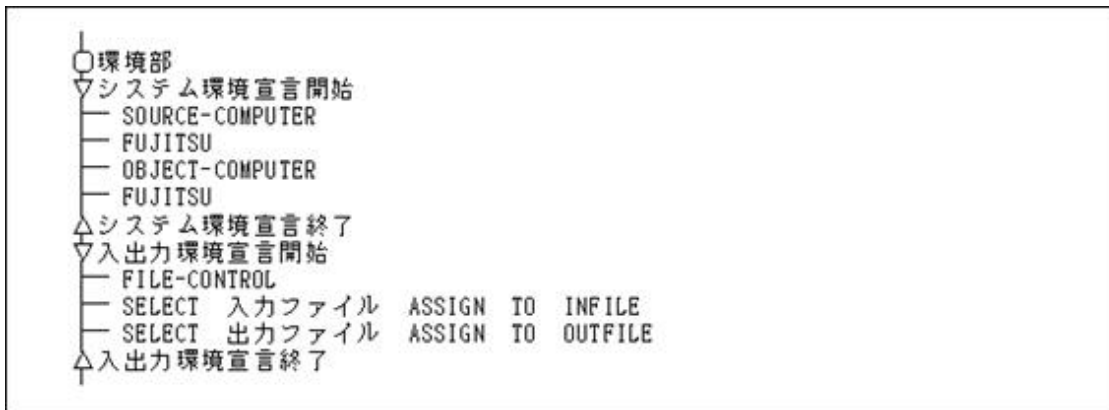 環境部
システム環境宣言開始
SOURCE-COMPUTER
FUJITSU
OBJECT-COMPUTER
FUJITSU
システム環境宣言終了
入出力環境宣言開始
FILE-CONTROL
SELECT 入力ファイル ASSIGN TO INFILE
SELECT 出力ファイル ASSIGN TO OUTFILE
入出力環境宣言終了